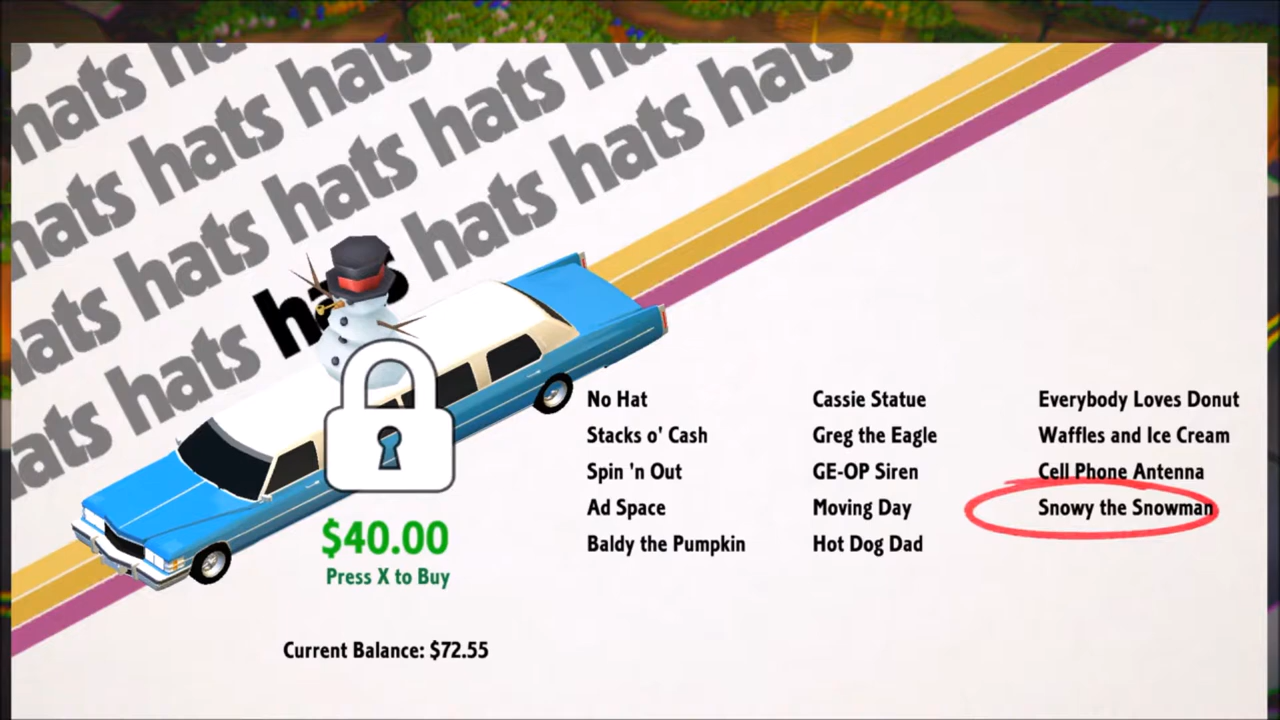 hats hats hats
hats hats hats hats
hats hats hats hats hats
hats hats hats hats hats hats
hats hats hats hats hats hats
No Hat
Stacks o' Cash
Spin 'n Out
Ad Space
Baldy the Pumpkin
Cassie Statue
Greg the Eagle
GE-OP Siren
Moving Day
Hot Dog Dad
Everybody Loves Donut
Waffles and Ice Cream
Cell Phone Antenna
Snowy the Snowman
$40.00
Press X to Buy
Current Balance: $72.55